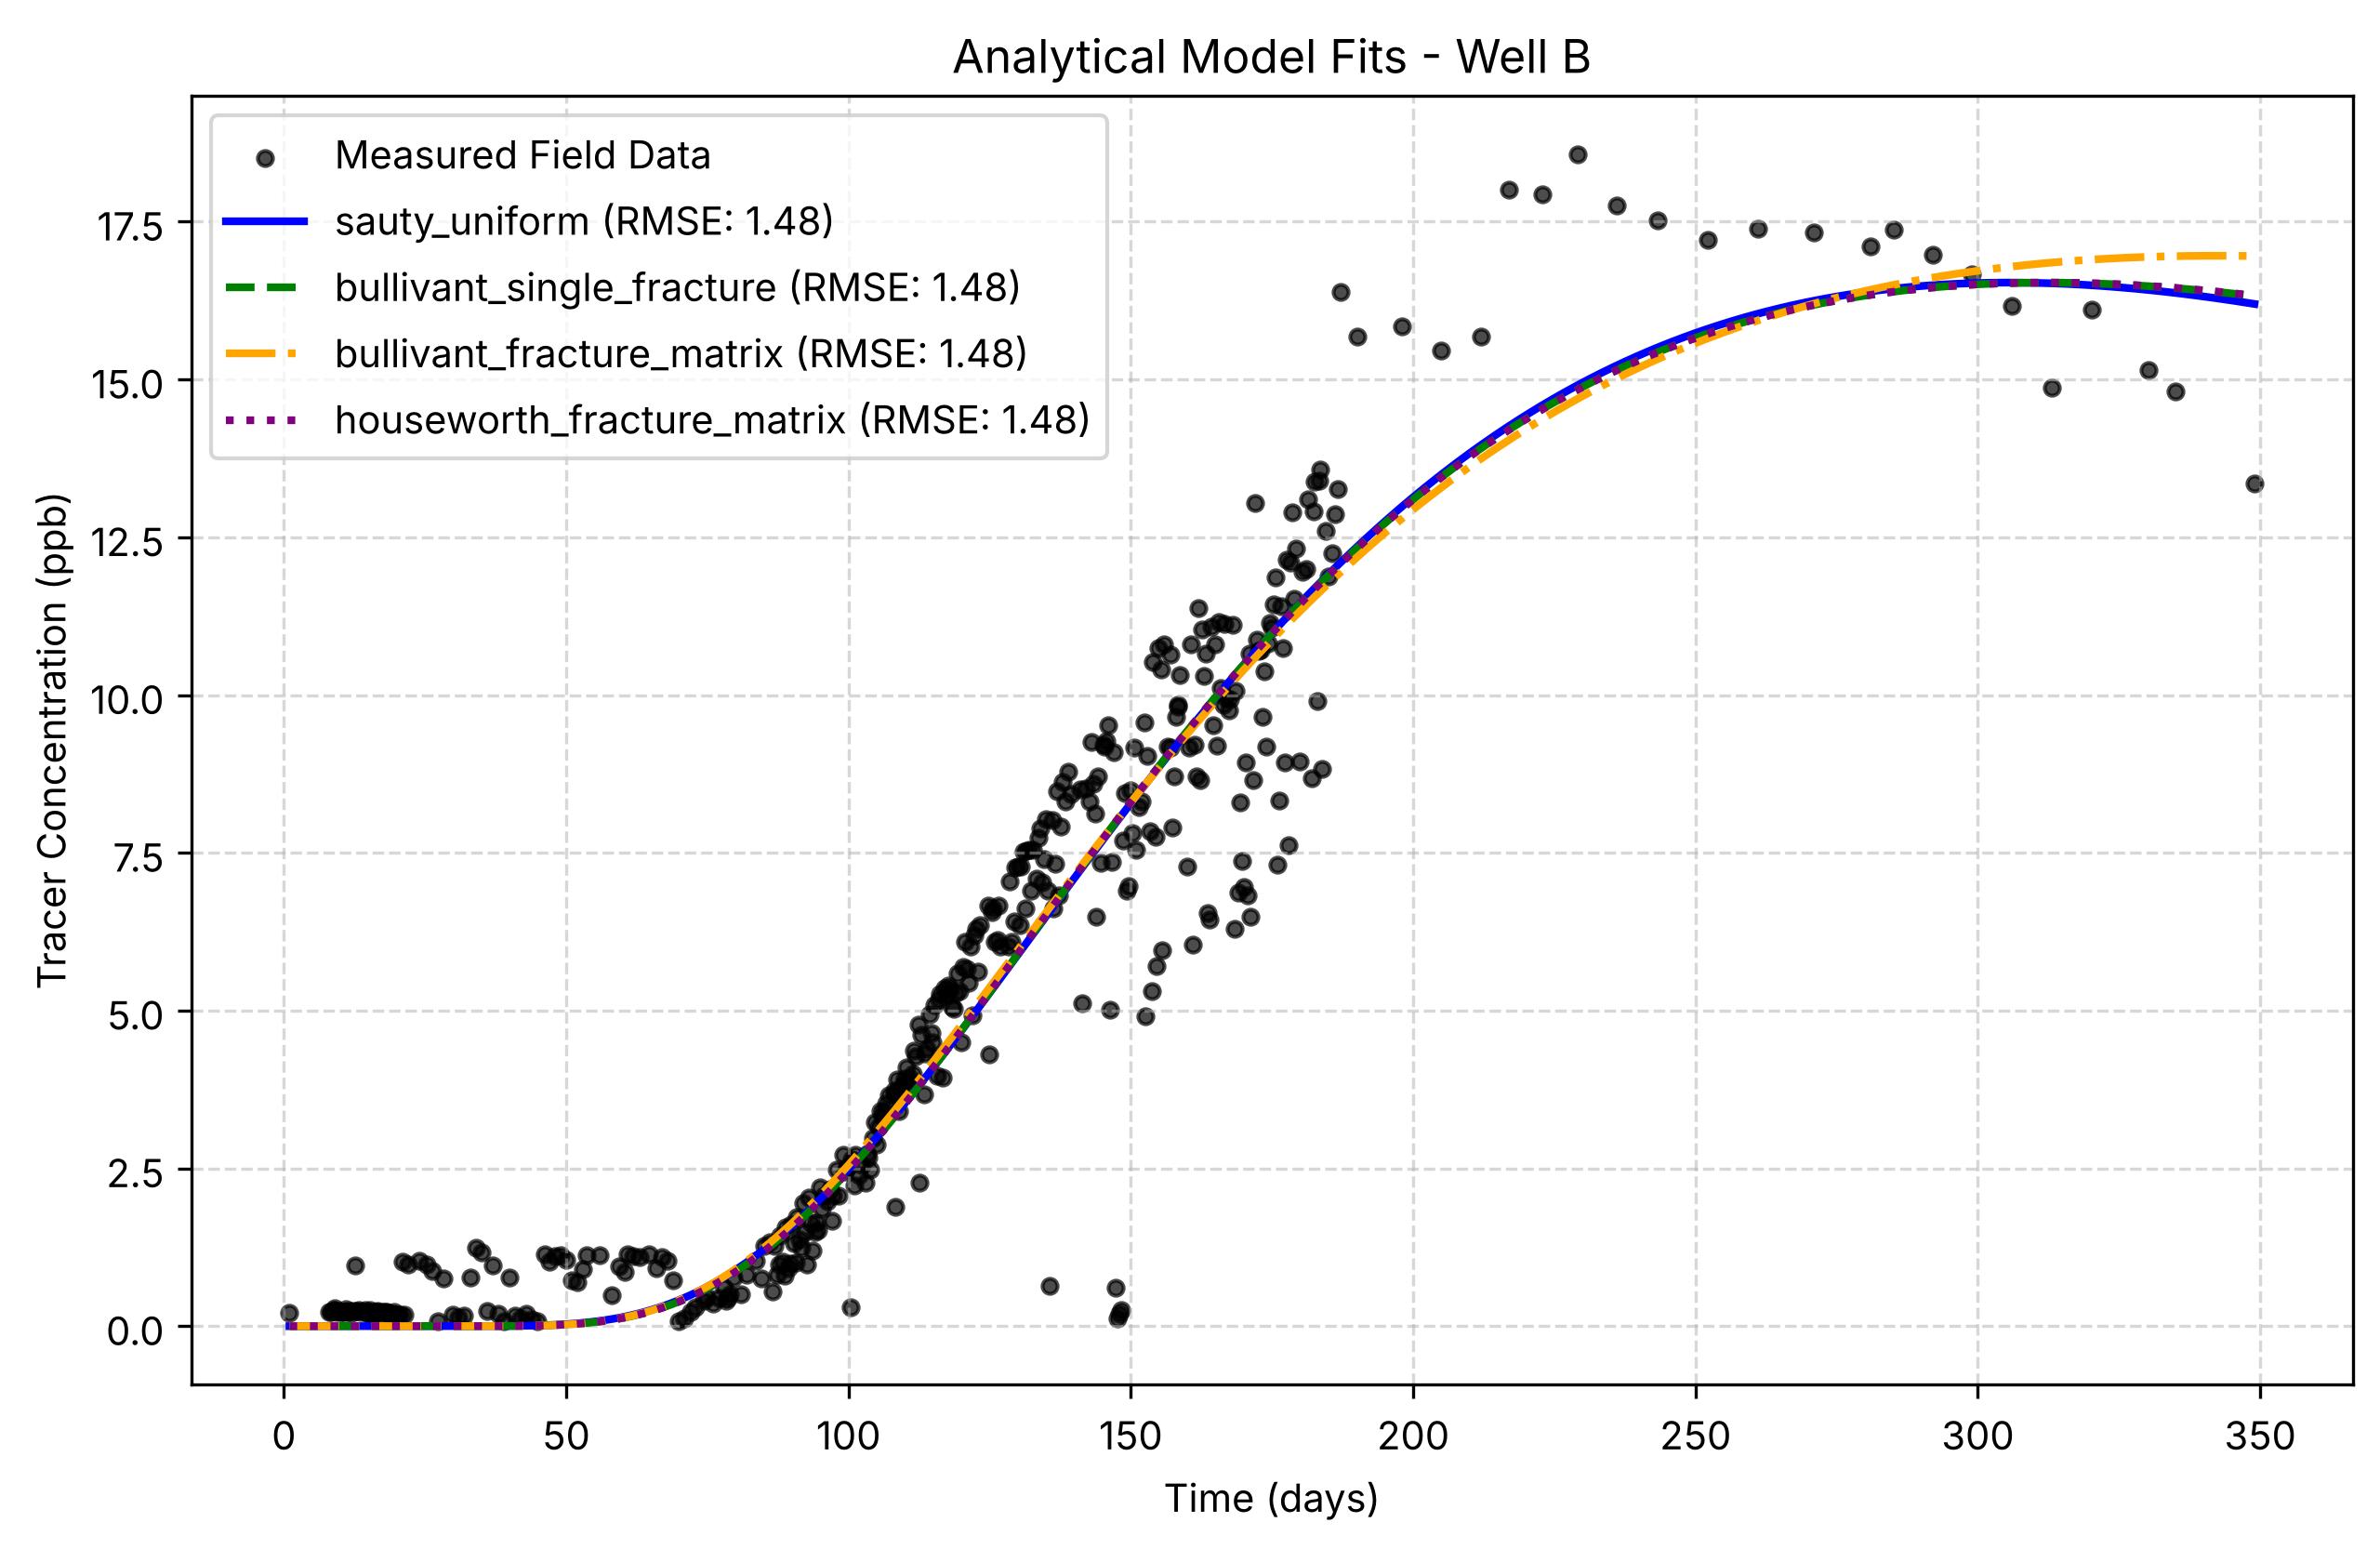 Analytical Model Fits - Well B
Measured Field Data
sauty_uniform (RMSE: 1.48)
bullivant_single_fracture (RMSE: 1.48)
bullivant_fracture_matrix (RMSE: 1.48)
houseworth_fracture_matrix (RMSE: 1.48)
Tracer Concentration (ppb)
17.5
15.0
12.5
10.0
7.5
5.0
2.5
0.0
0 50 100 150 200 250 300 350
Time (days)